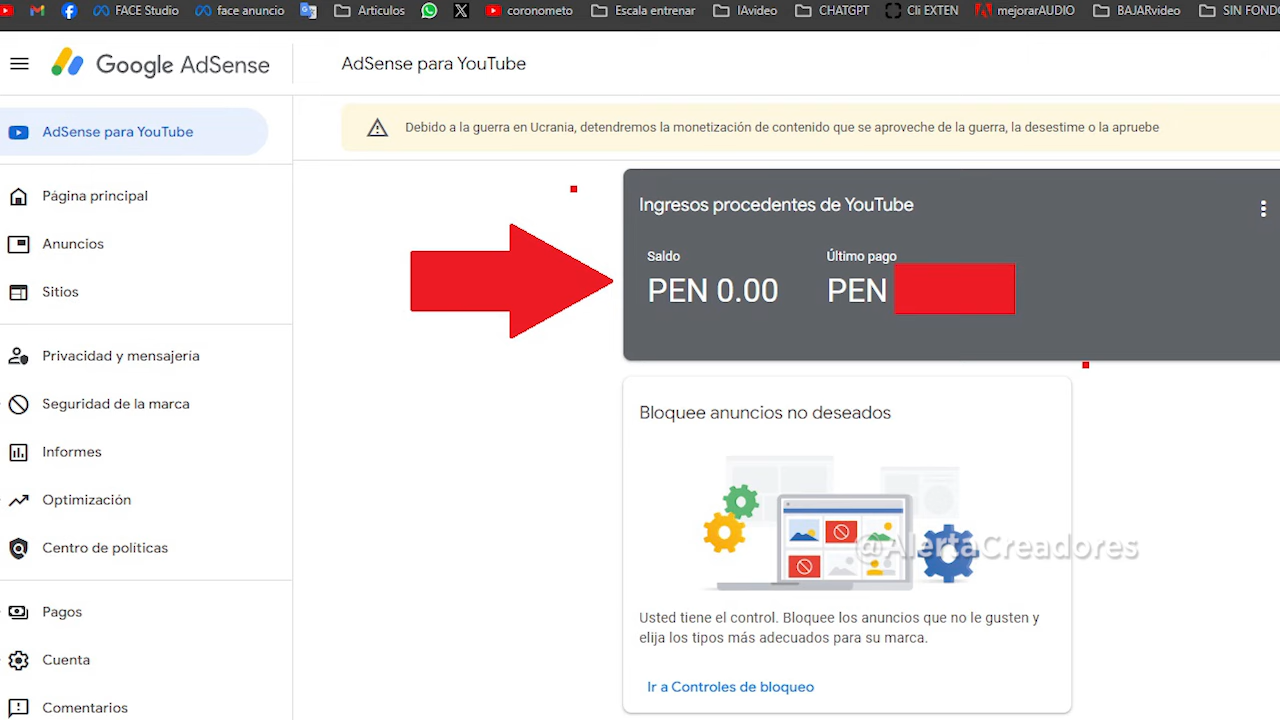 FACE Studio
face anuncio
Articulos
coronometo
Escala entrenar
IAvideo
CHATGPT
Cli EXTEN
mejorarAUDIO
BAJARvideo
SIN FOND
Google AdSense
AdSense para YouTube
AdSense para YouTube
Debido a la guerra en Ucrania, detendremos la monetización de contenido que se aproveche de la guerra, la desestime o la apruebe
Página principal
Anuncios
Sitios
Privacidad y mensajería
Seguridad de la marca
Informes
Optimización
Centro de políticas
Pagos
Cuenta
Comentarios
Ingresos procedentes de YouTube
Saldo
Último pago
PEN 0.00
PEN
Bloquee anuncios no deseados
@AlertaCreadores
Usted tiene el control. Bloquee los anuncios que no le gusten y
elija los tipos más adecuados para su marca.
Ir a Controles de bloqueo